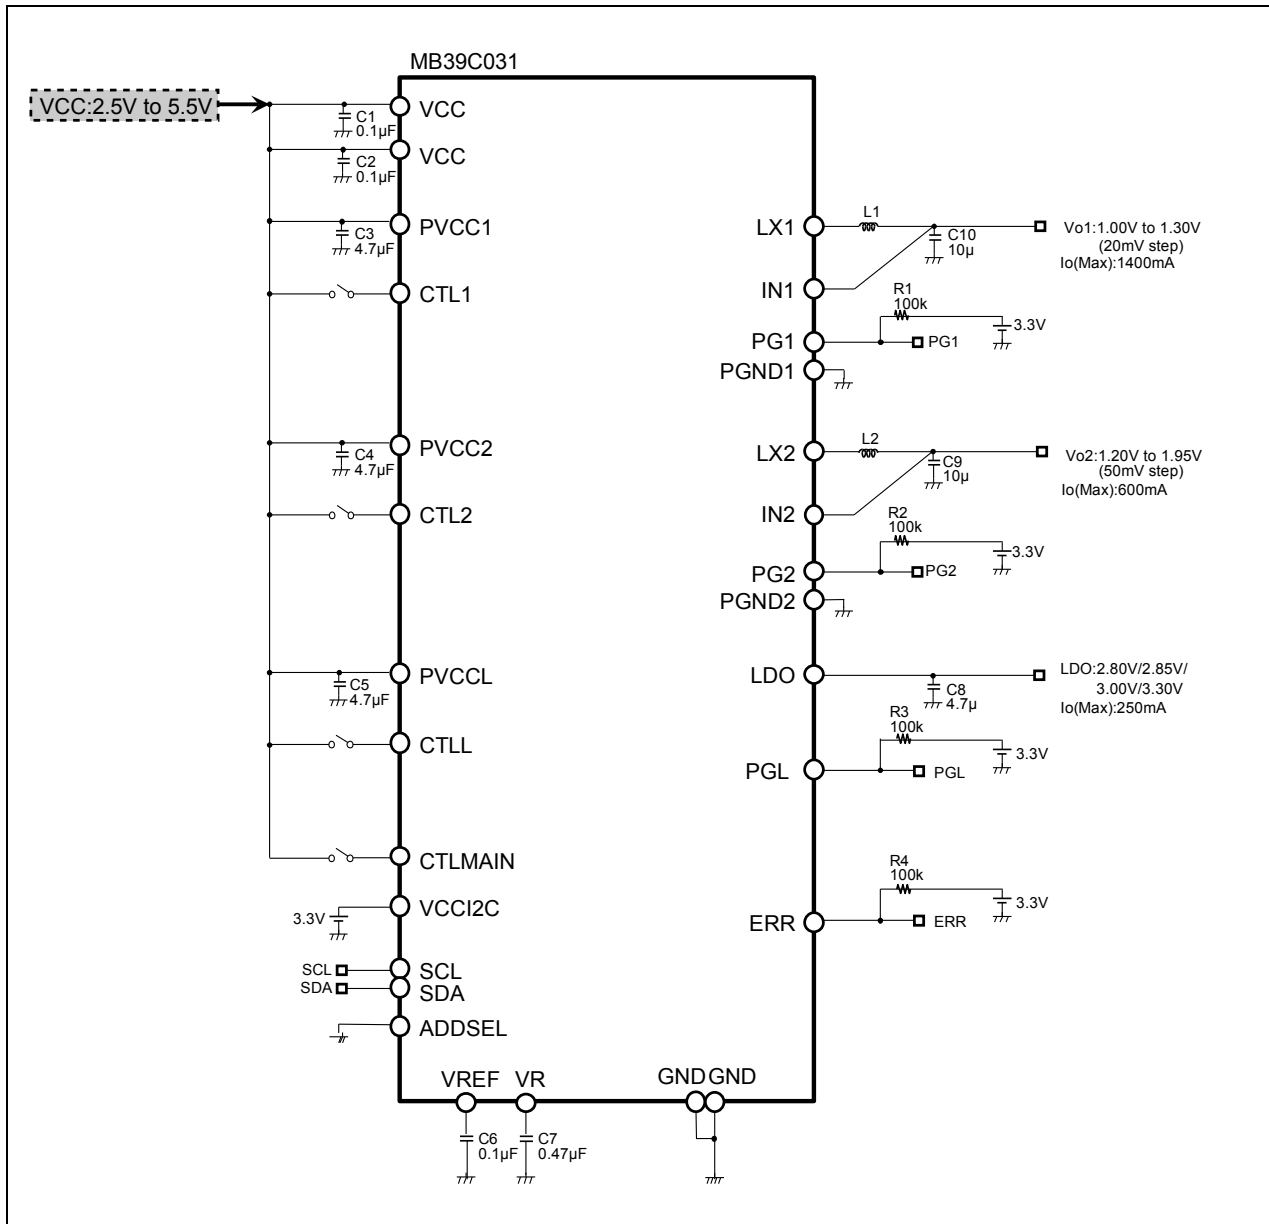 MB39C031
VCC:2.5V to 5.5V
VCC
C1
0.1µF
VCC
C2
0.1µF
PVCC1
C3
4.7µF
CTL1
PVCC2
C4
4.7µF
CTL2
PVCCL
C5
4.7µF
CTLL
CTLMAIN
VCCI2C
3.3V
SCL
SCL
SDA
SDA
ADDSEL
VREF
VR
GND
GND
C6
0.1µF
C7
0.47µF
LX1
L1
C10
10µ
Vo1:1.00V to 1.30V
(20mV step)
Io(Max):1400mA
IN1
R1
100k
3.3V
PG1
PG1
PGND1
LX2
L2
C9
10µ
Vo2:1.20V to 1.95V
(50mV step)
Io(Max):600mA
IN2
R2
100k
3.3V
PG2
PG2
PGND2
LDO
C8
4.7µ
LDO:2.80V/2.85V/
3.00V/3.30V
Io(Max):250mA
R3
100k
3.3V
PGL
PGL
R4
100k
3.3V
ERR
ERR